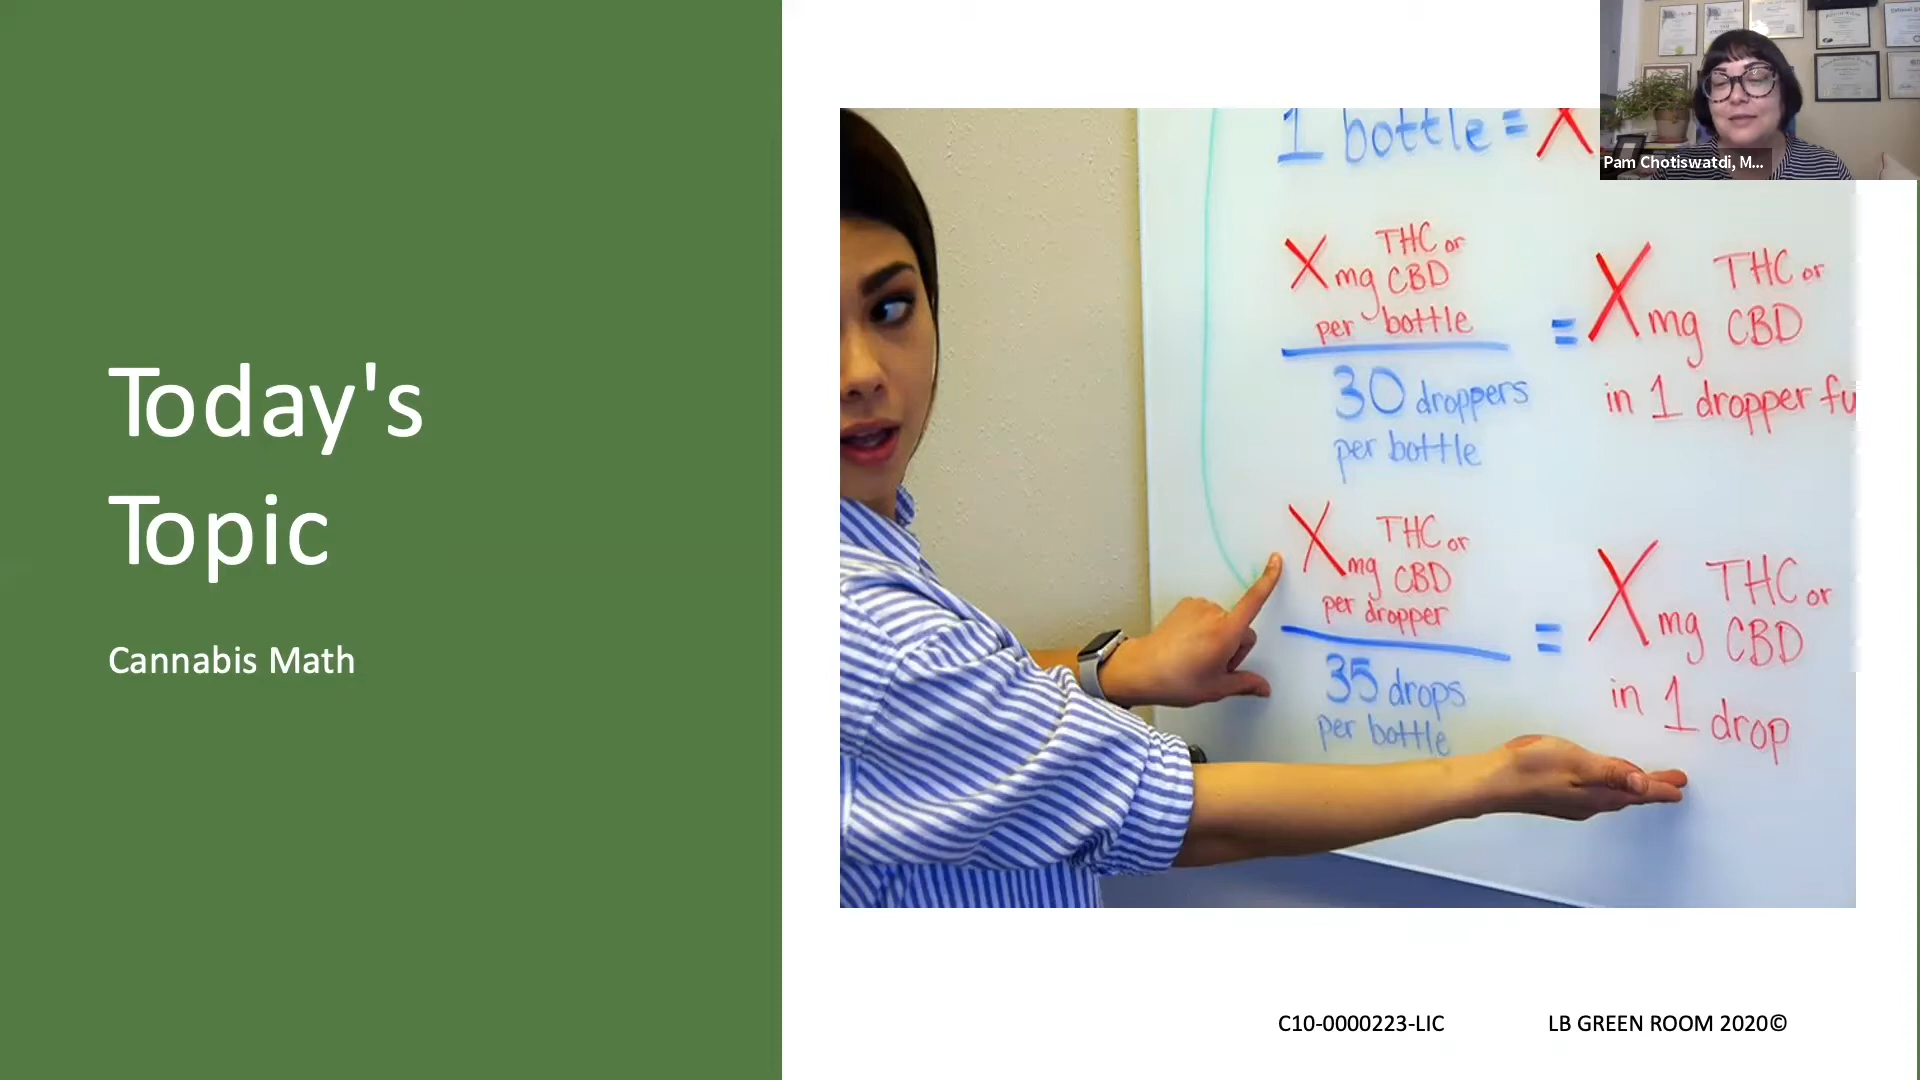 Today's
Topic
Cannabis Math
1 bottle = X
X mg THC or
CBD
per bottle
30 droppers
per bottle
= X mg THC or
CBD
in 1 dropper fu
X mg THC or
CBD
per dropper
35 drops
per bottle
= X mg THC or
CBD
in 1 drop
Pam Chotiswatdi, M...
C10-0000223-LIC
LB GREEN ROOM 2020©